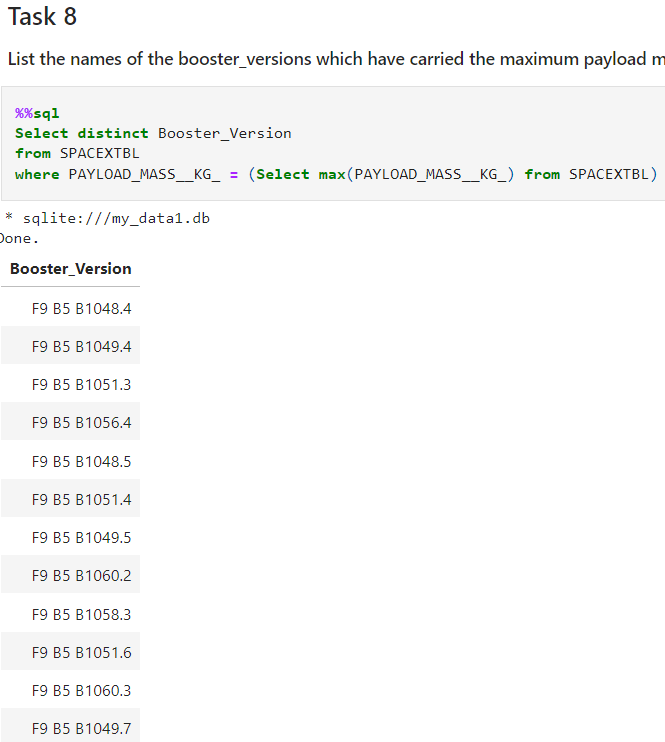 Task 8
List the names of the booster_versions which have carried the maximum payload m
%%sql
Select distinct Booster_Version
from SPACEXTBL
where PAYLOAD_MASS__KG_ = (Select max(PAYLOAD_MASS__KG_) from SPACEXTBL)
* sqlite:///my_data1.db
Done.
Booster_Version
F9 B5 B1048.4
F9 B5 B1049.4
F9 B5 B1051.3
F9 B5 B1056.4
F9 B5 B1048.5
F9 B5 B1051.4
F9 B5 B1049.5
F9 B5 B1060.2
F9 B5 B1058.3
F9 B5 B1051.6
F9 B5 B1060.3
F9 B5 B1049.7